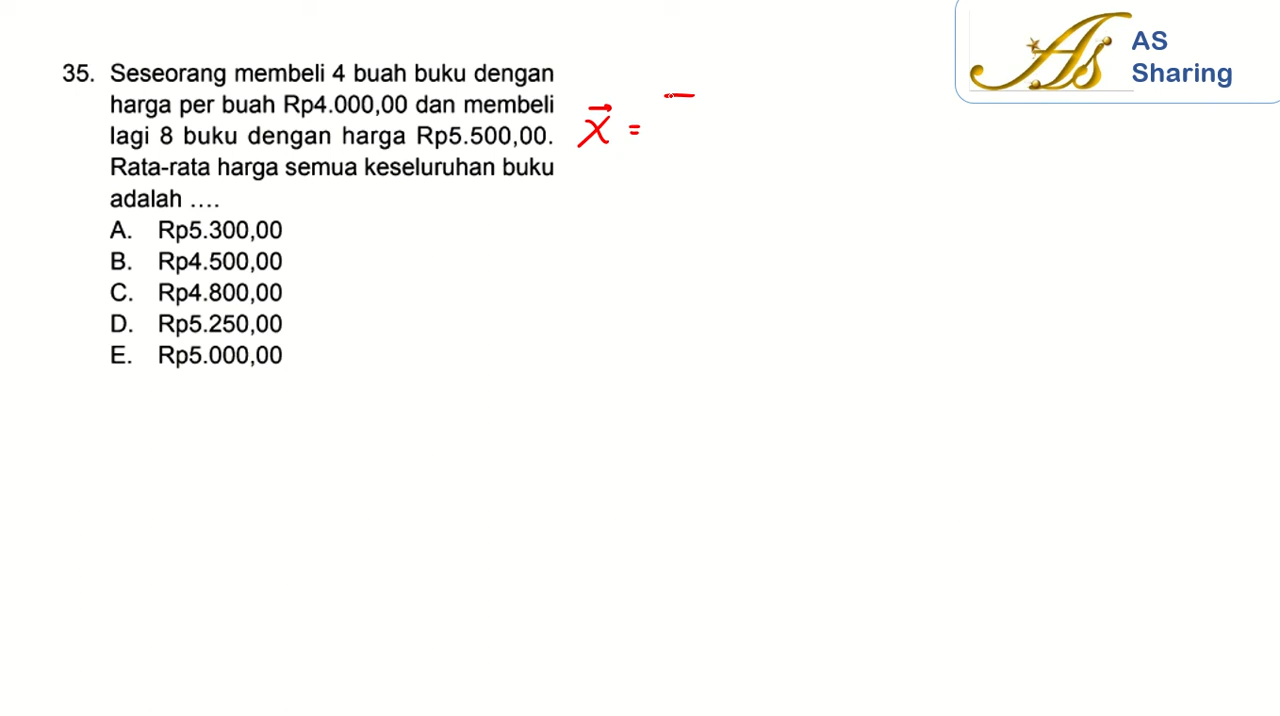 AS
Sharing
35. Seseorang membeli 4 buah buku dengan
harga per buah Rp4.000,00 dan membeli
lagi 8 buku dengan harga Rp5.500,00.
Rata-rata harga semua keseluruhan buku
adalah ....
A. Rp5.300,00
B. Rp4.500,00
C. Rp4.800,00
D. Rp5.250,00
E. Rp5.000,00
x⃗ =